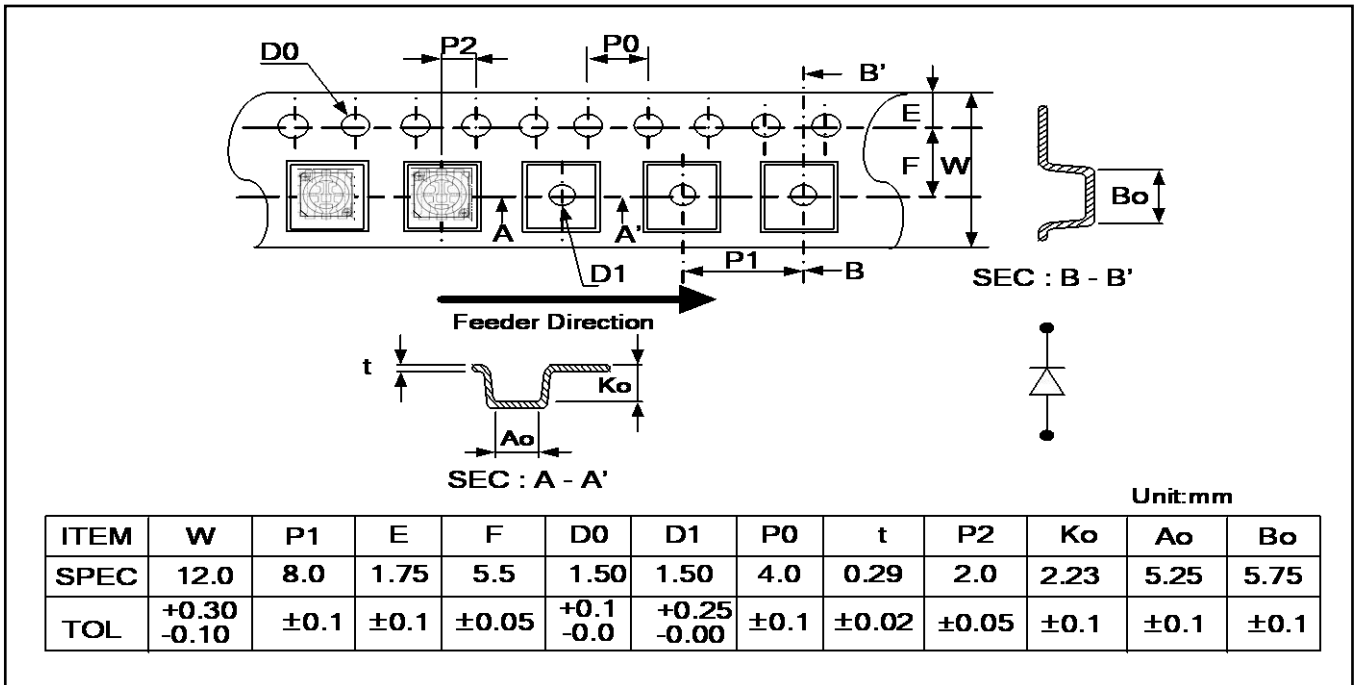 P2
P0
D0
B'
E
F
W
Bo
A
A'
D1
P1
B
SEC : B - B'
Feeder Direction
t
Ko
Ao
SEC : A - A'
Unit:mm
ITEM W P1 E F D0 D1 P0 t P2 Ko Ao Bo
SPEC 12.0 8.0 1.75 5.5 1.50 1.50 4.0 0.29 2.0 2.23 5.25 5.75
TOL +0.30 -0.10 ±0.1 ±0.1 ±0.05 +0.1 -0.0 +0.25 -0.00 ±0.1 ±0.02 ±0.05 ±0.1 ±0.1 ±0.1